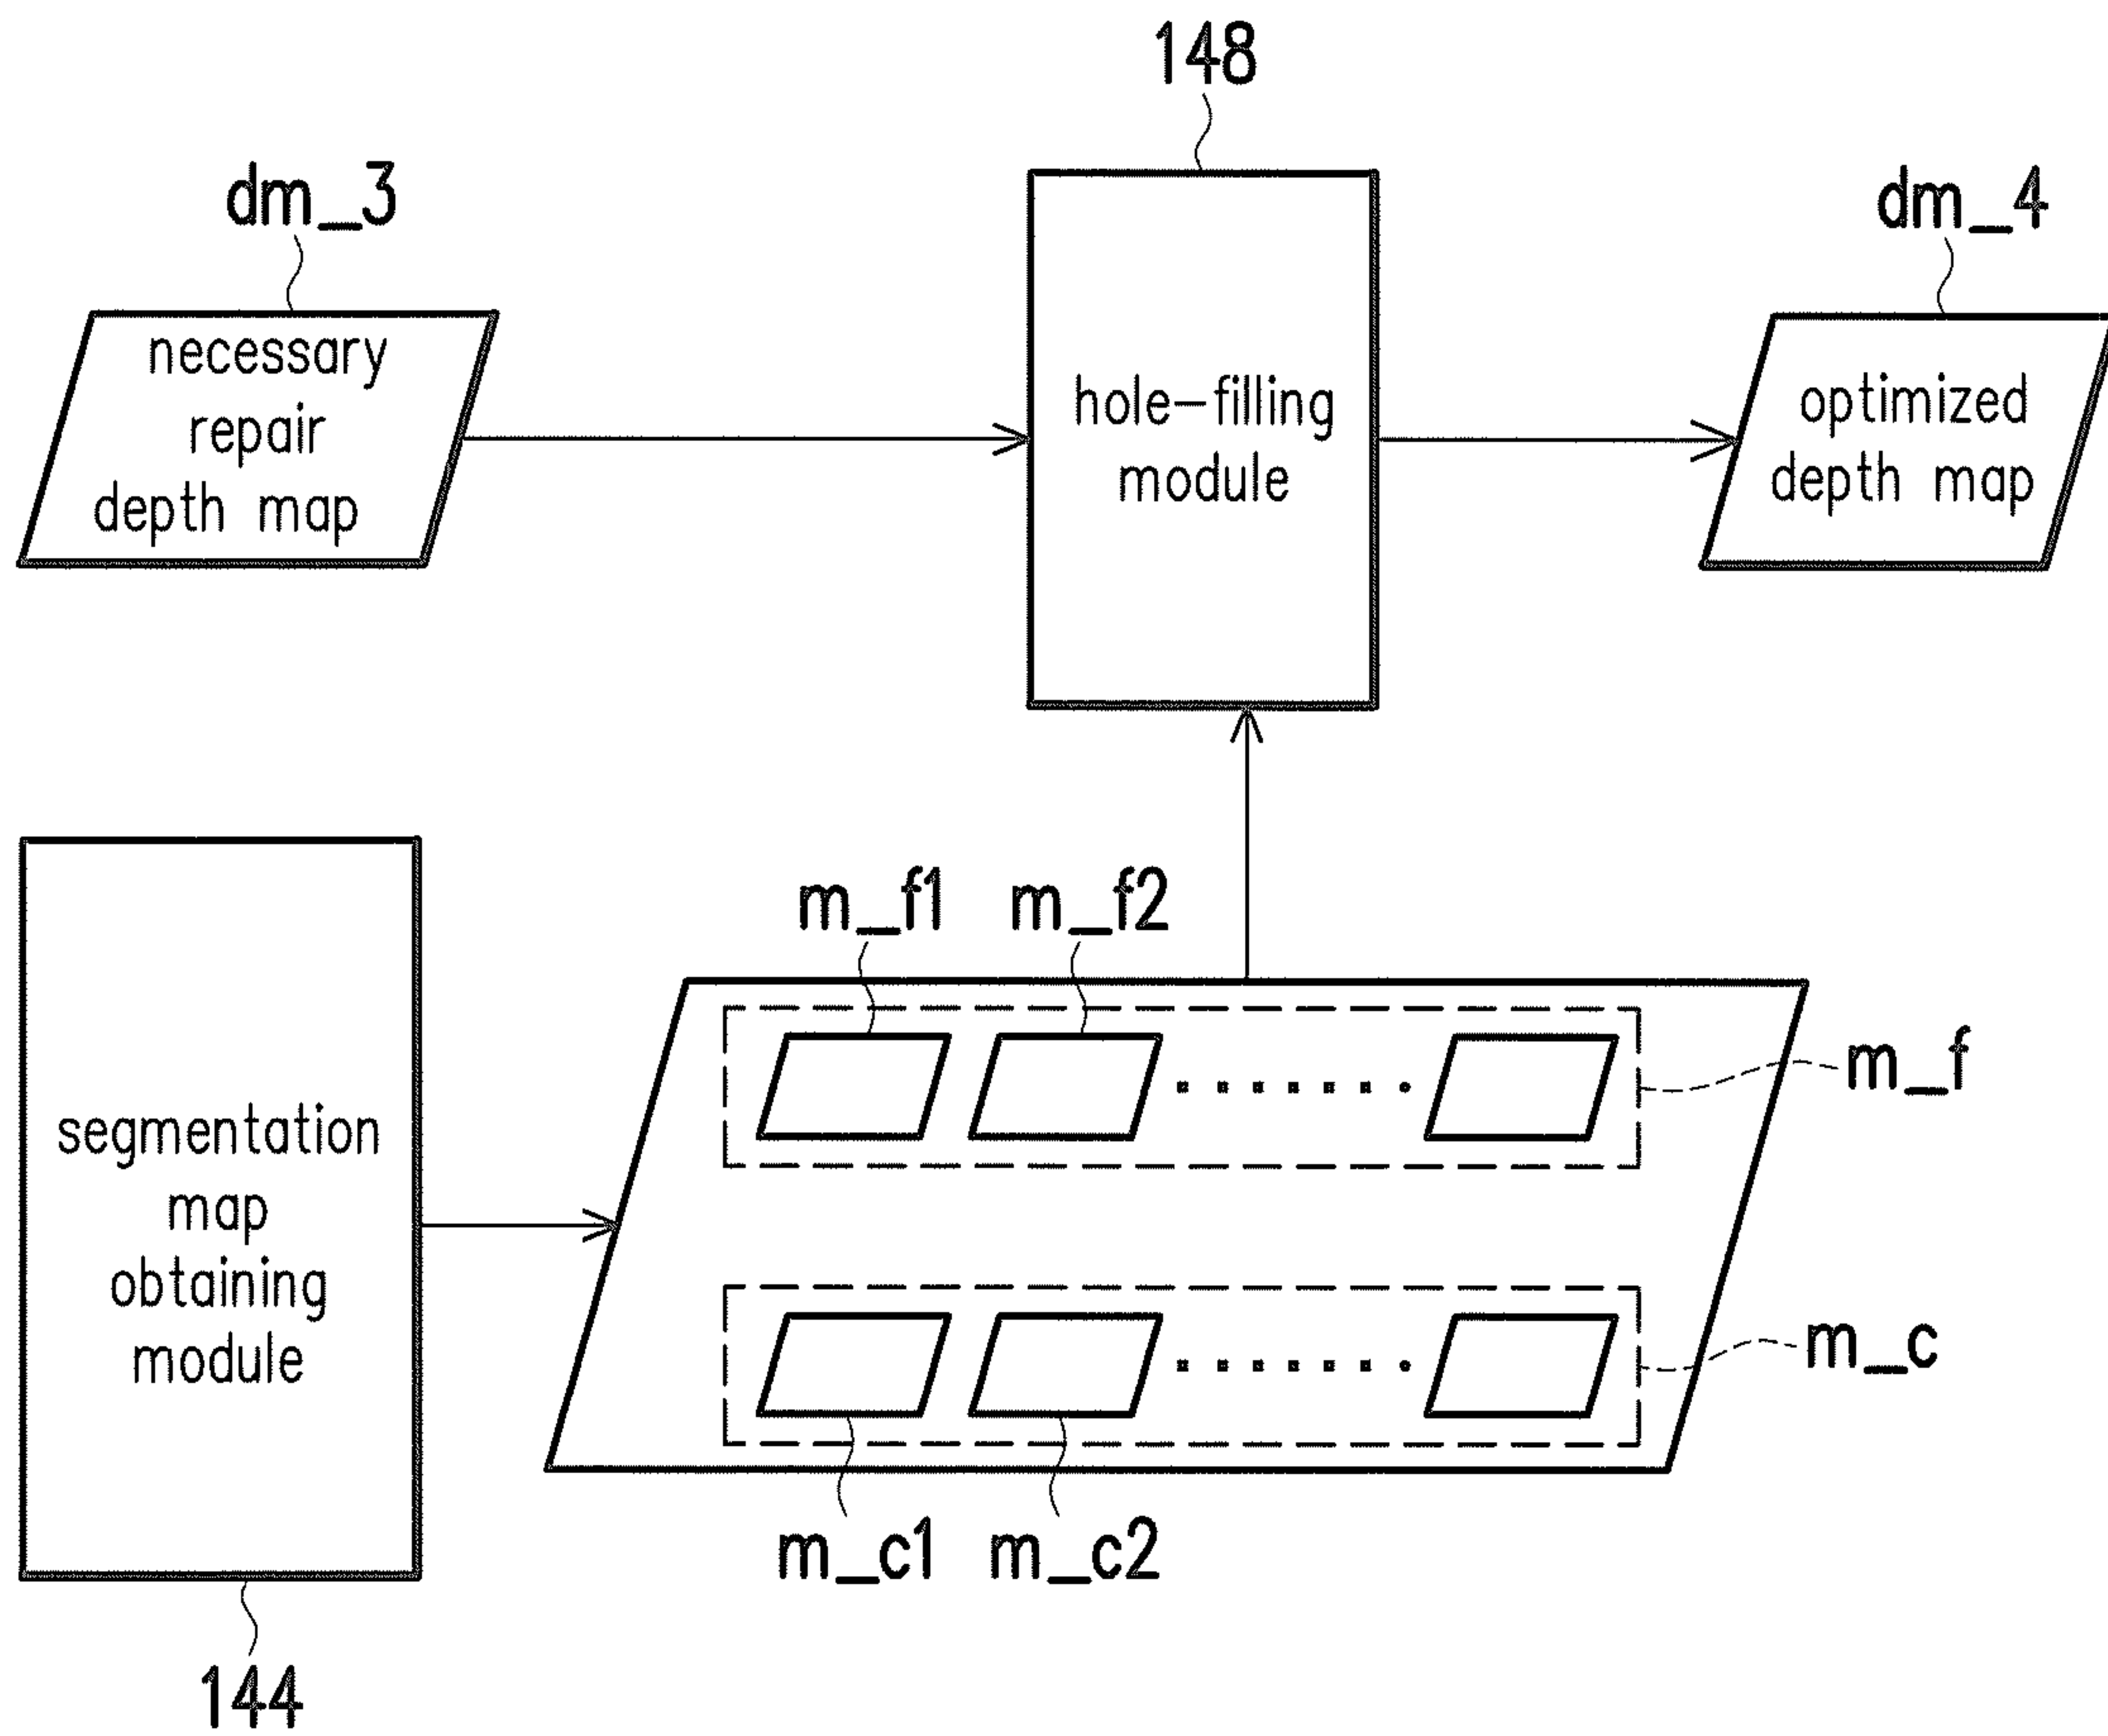 148
dm_3
dm_4
necessary
repair
depth map
hole-filling
module
optimized
depth map
m_f1
m_f2
m_f
segmentation
map
obtaining
module
m_c
m_c1
m_c2
144